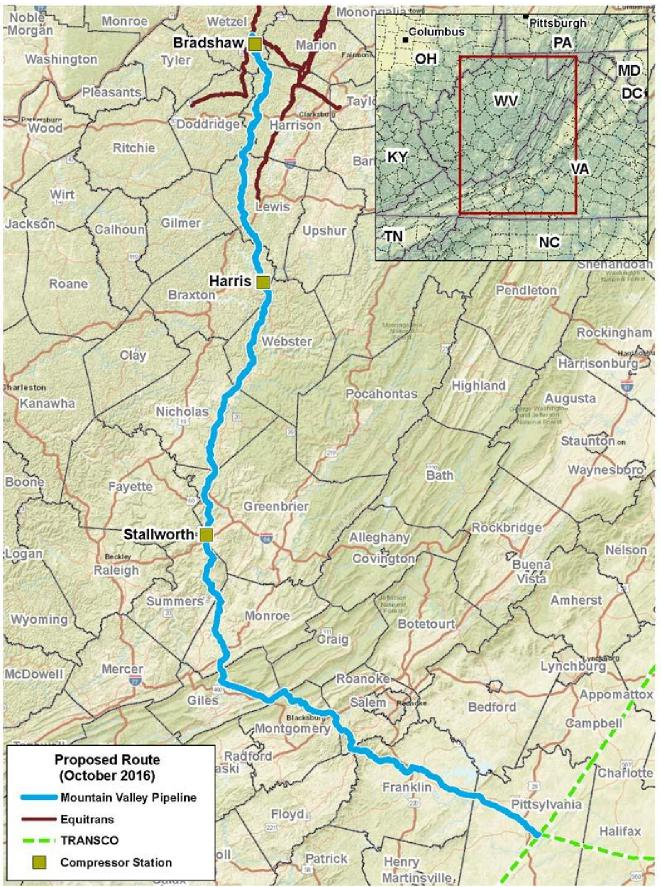 Noble
Monroe
Wetzel
Monongalia
Morgan
Bradshaw
Marion
Washington
Tyler
Pleasants
Clarksburg
Wood
Doddridge
Harrison
Ritchie
Wirt
Lewis
Jackson
Calhoun
Gilmer
Upshur
Columbus
Pittsburgh
OH
PA
MD
DC
WV
KY
VA
TN
NC
Shenandoah
Roane
Harris
Braxton
Pendleton
Rockingham
Harrisonburg
Webster
Clay
Charleston
Kanawha
Highland
Pocahontas
Augusta
Nicholas
Staunton
Waynesboro
Boone
Fayette
Bath
Greenbrier
Stallworth
Rockbridge
Alleghany
Covington
Nelson
Logan
Beckley
Raleigh
Buena
Vista
Amherst
Summers
Monroe
Wyoming
Botetourt
Craig
Lynchburg
McDowell
Mercer
Roanoke
Appomattox
Giles
Salem
Roanoke
Bedford
Campbell
Blacksburg
Montgomery
Radford
Charlotte
Franklin
Pittsylvania
Floyd
Halifax
Patrick
Henry
Martinsville
Proposed Route
(October 2016)
Mountain Valley Pipeline
Equitrans
TRANSCO
Compressor Station